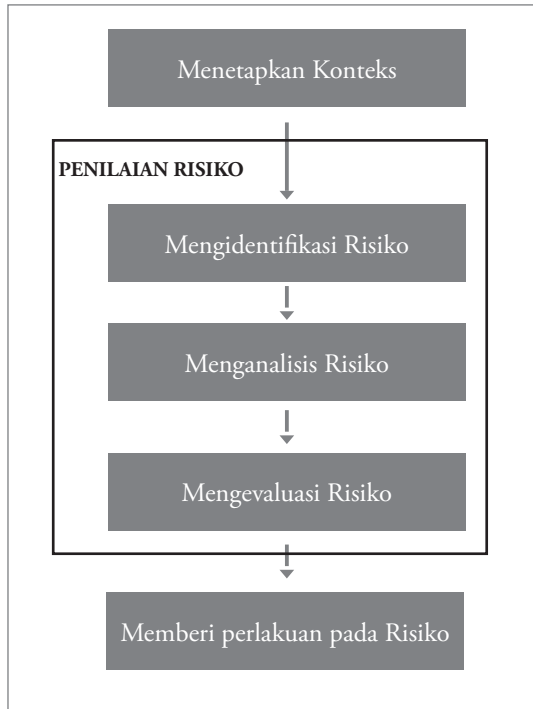 Menetapkan Konteks
PENILAIAN RISIKO
Mengidentifikasi Risiko
Menganalisis Risiko
Mengevaluasi Risiko
Memberi perlakuan pada Risiko